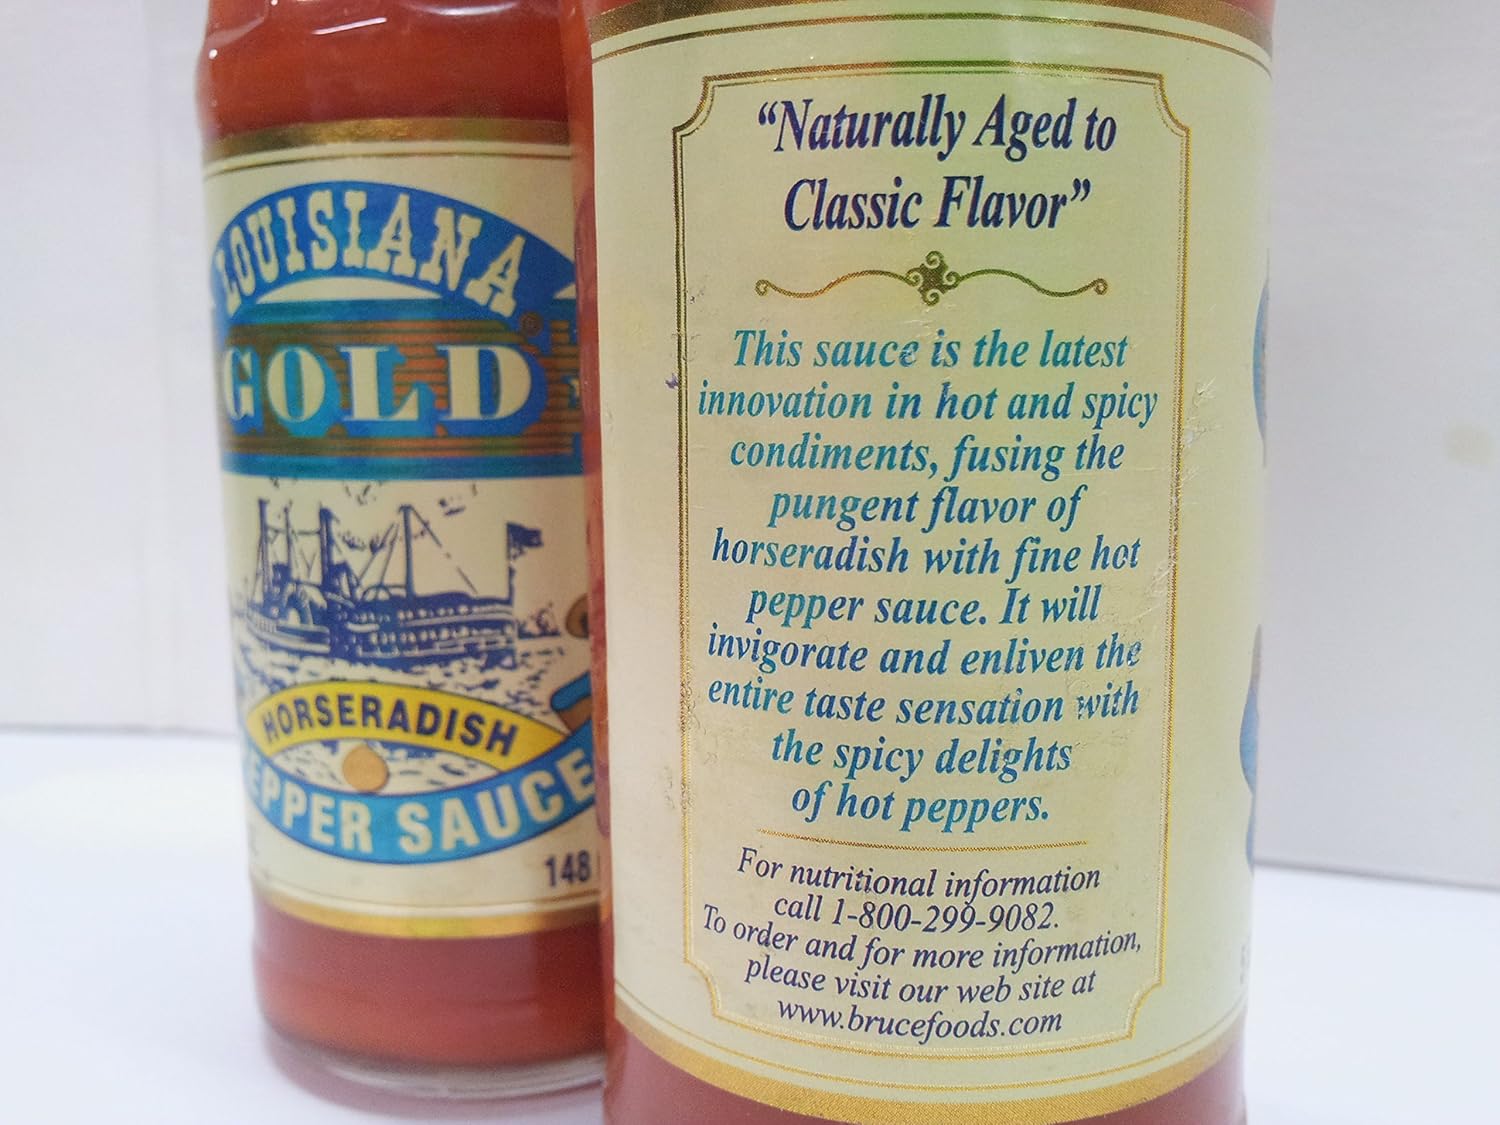 LOUISIANA
GOLD
HORSERADISH
PEPPER SAUCE
148
“Naturally Aged to
Classic Flavor”
This sauce is the latest
innovation in hot and spicy
condiments, fusing the
pungent flavor of
horseradish with fine hot
pepper sauce. It will
invigorate and enliven the
entire taste sensation with
the spicy delights
of hot peppers.
For nutritional information
call 1-800-299-9082.
To order and for more information,
please visit our web site at
www.brucefoods.com